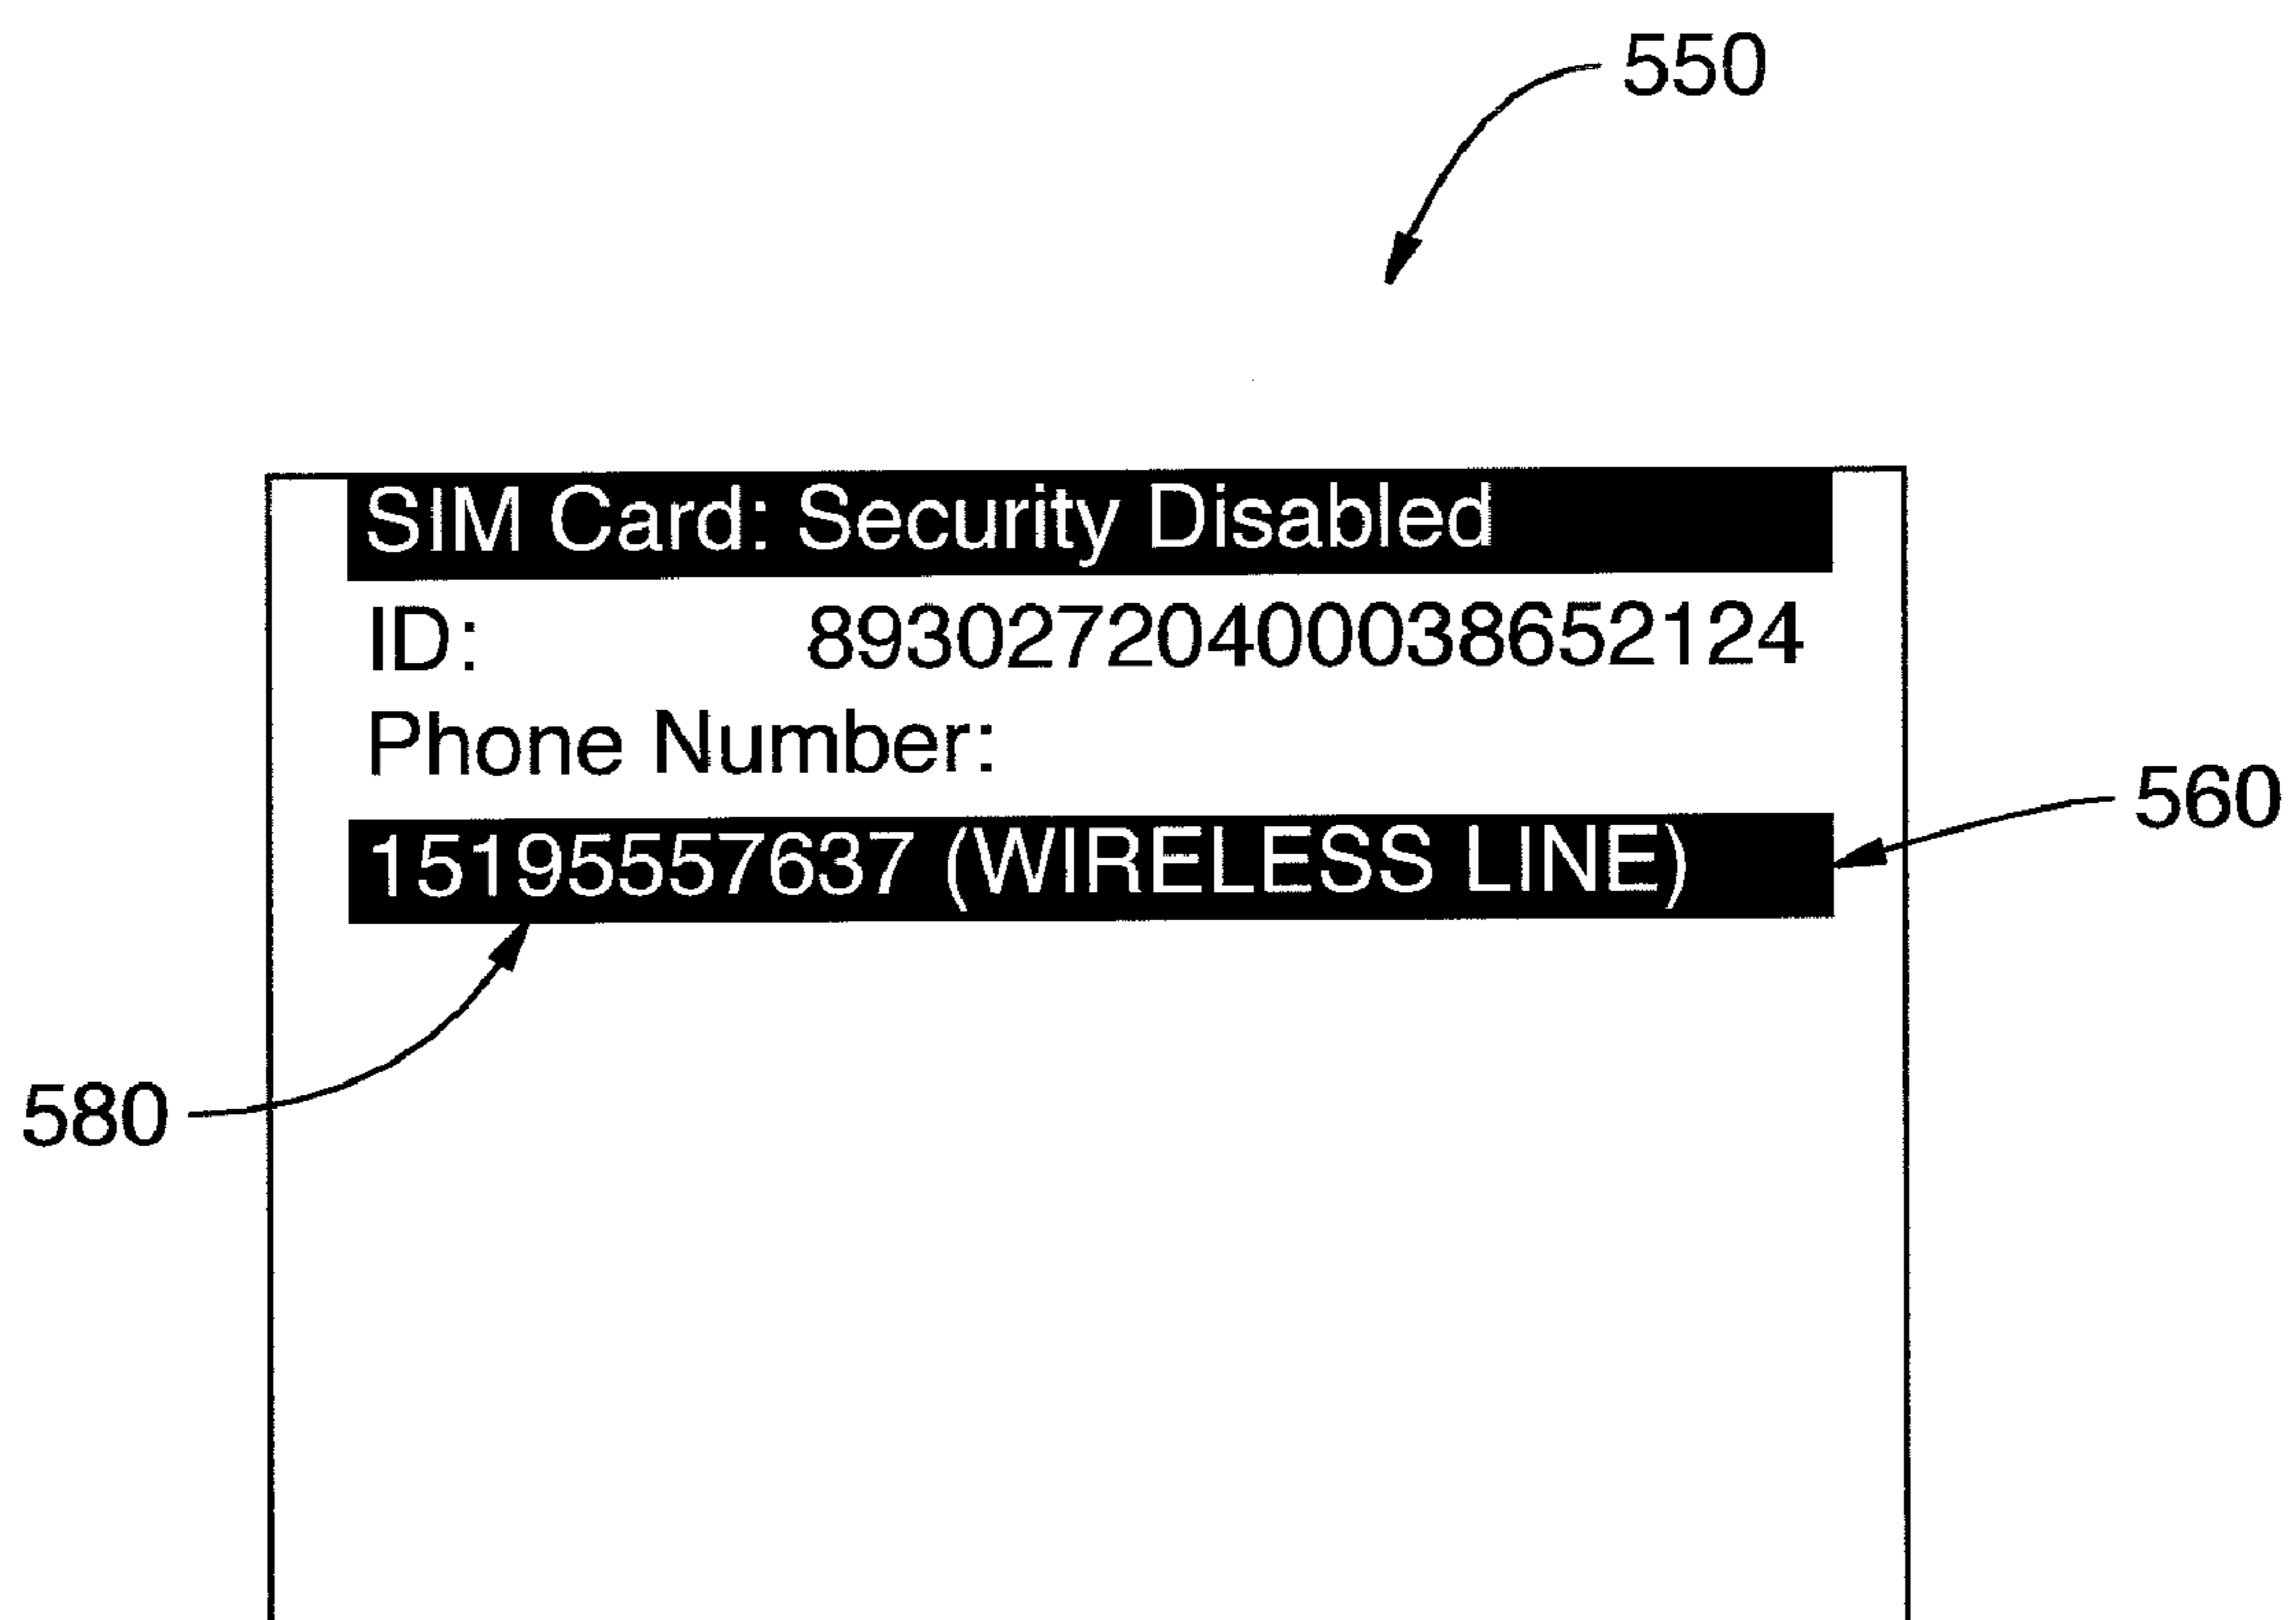 550
SIM Card: Security Disabled
ID: 89302720400038652124
Phone Number:
15195557637 (WIRELESS LINE)
560
580